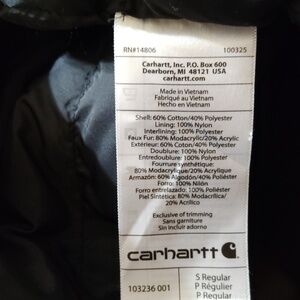 RN#14806 100325
Carhartt, Inc. P.O. Box 600
Dearborn, MI 48121 USA
carhartt.com
Made in Vietnam
Fabriqué au Vietnam
Hecho en Vietnam
Shell: 60% Cotton/40% Polyester
Lining: 100% Nylon
Interlining: 100% Polyester
Faux Fur: 80% Modacrylic/20% Acrylic
Extérieur: 60% Coton/40% Polyester
Doublure: 100% Nylon
Entredoublure: 100% Polyester
Fourrure synthétique:
80% Modacrylique/20% Acrylique
Armazón: 60% Algodón/40% Poliéster
Forro: 100% Nilón
Forro entrelazado: 100% Poliéster
Piel Sintética: 80% Modacrílico/
20% Acrílico
Exclusive of trimming
Sans garniture
Sin incluir adorno
carhartt
103236 001
S Regular
P Régulier
P Regular